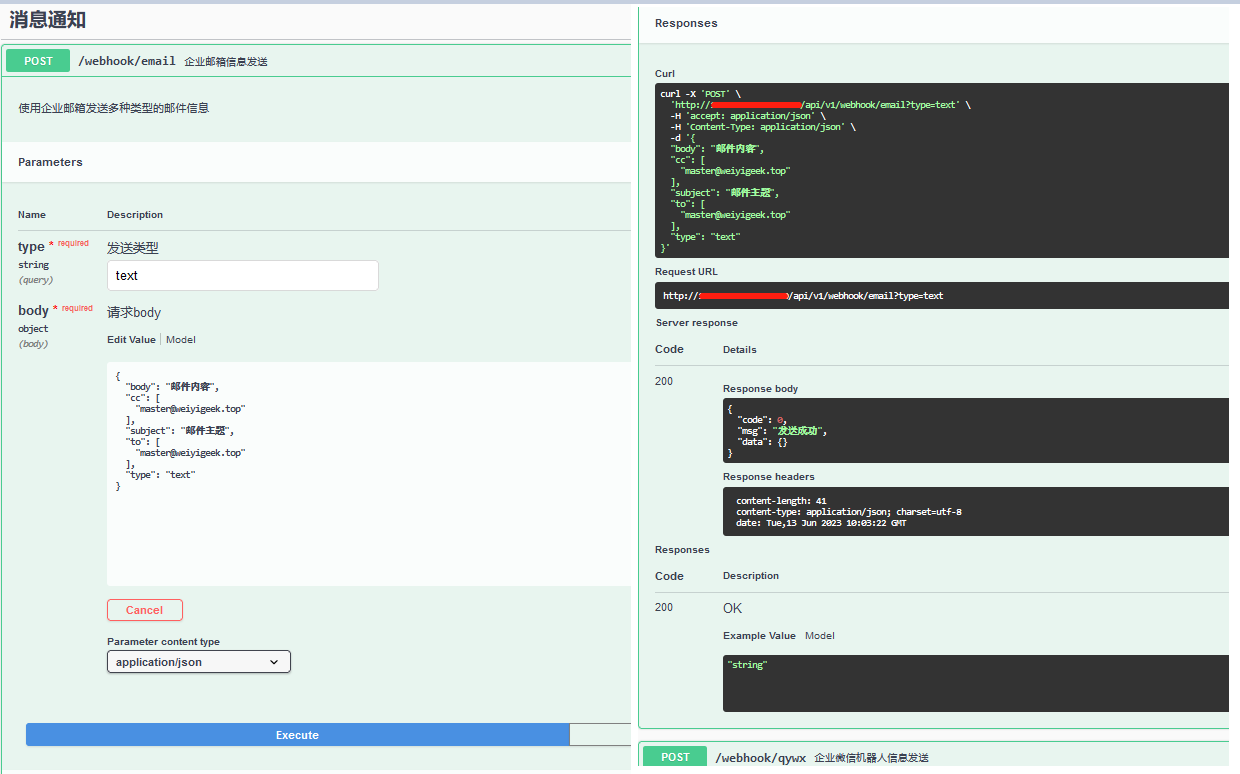 消息通知
POST /webhook/email 企业邮箱信息发送
使用企业邮箱发送多种类型的邮件信息
Parameters
Name Description
type * required 发送类型
string
(query)
text
body * required 请求body
object
(body)
Edit Value Model
{
"body": "邮件内容",
"cc": [
"master@weiyigeek.top"
],
"subject": "邮件主题",
"to": [
"master@weiyigeek.top"
],
"type": "text"
}
Cancel
Parameter content type
application/json
Execute
Responses
Curl
curl -X 'POST' \
'http:// /api/v1/webhook/email?type=text' \
-H 'accept: application/json' \
-H 'Content-Type: application/json' \
-d '{
"body": "邮件内容",
"cc": [
"master@weiyigeek.top"
],
"subject": "邮件主题",
"to": [
"master@weiyigeek.top"
],
"type": "text"
}'
Request URL
http:// /api/v1/webhook/email?type=text
Server response
Code Details
200
Response body
{
"code": 0,
"msg": "发送成功",
"data": {}
}
Response headers
content-length: 41
content-type: application/json; charset=utf-8
date: Tue,13 Jun 2023 10:03:22 GMT
Responses
Code Description
200 OK
Example Value Model
"string"
POST /webhook/qywx 企业微信机器人信息发送